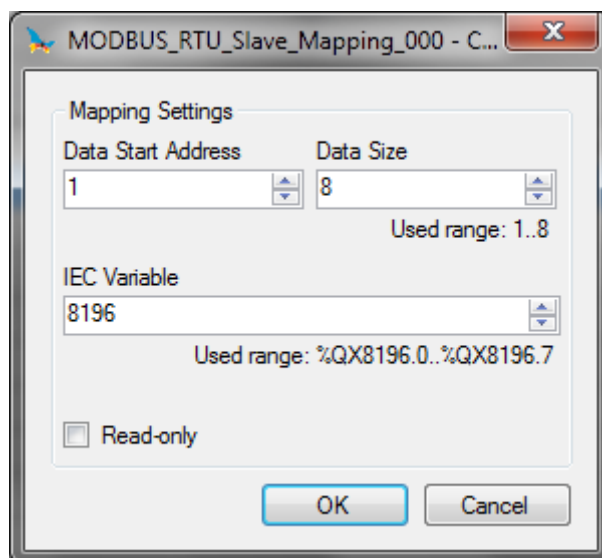 MODBUS_RTU_Slave_Mapping_000 - C...
Mapping Settings
Data Start Address Data Size
1 8
Used range: 1..8
IEC Variable
8196
Used range: %QX8196.0..%QX8196.7
Read-only
OK Cancel